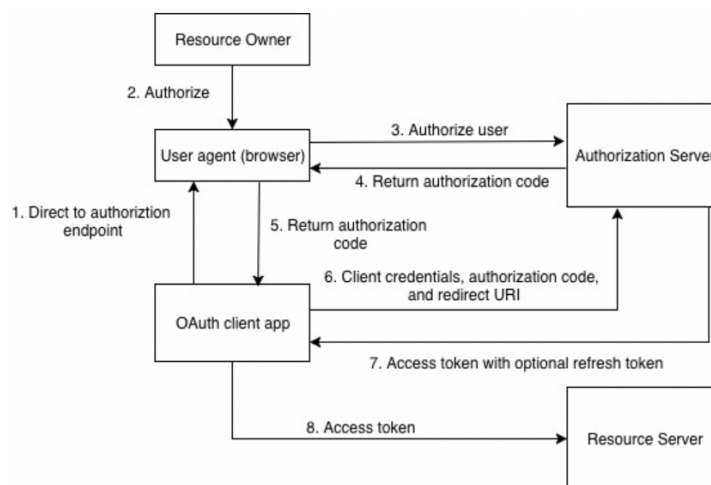 Resource Owner
2. Authorize
3. Authorize user
User agent (browser)
Authorization Server
4. Return authorization code
1. Direct to authoriztion
endpoint
5. Return authorization
code
6. Client credentials, authorization code,
and redirect URI
OAuth client app
7. Access token with optional refresh token
8. Access token
Resource Server